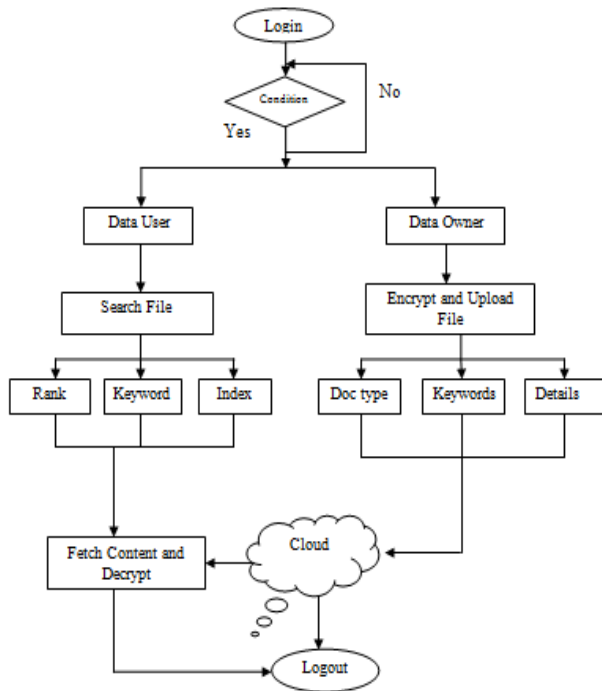 Login
Condition
No
Yes
Data User
Data Owner
Search File
Encrypt and Upload
File
Rank
Keyword
Index
Doc type
Keywords
Details
Cloud
Fetch Content and
Decrypt
Logout